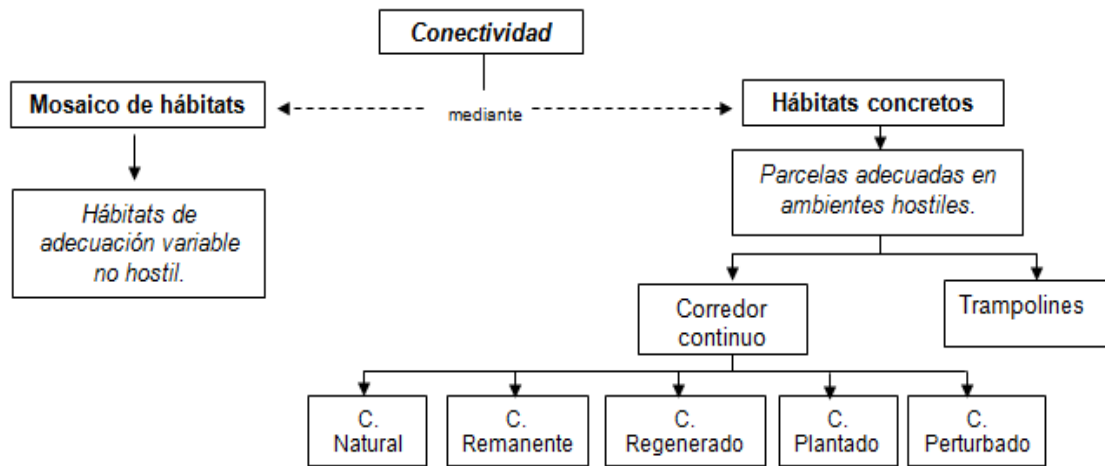 Conectividad
Mosaico de hábitats
mediante
Hábitats concretos
Hábitats de
adecuación variable
no hostil.
Parcelas adecuadas en
ambientes hostiles.
Corredor
continuo
Trampolines
C.
Natural
C.
Remanente
C.
Regenerado
C.
Plantado
C.
Perturbado